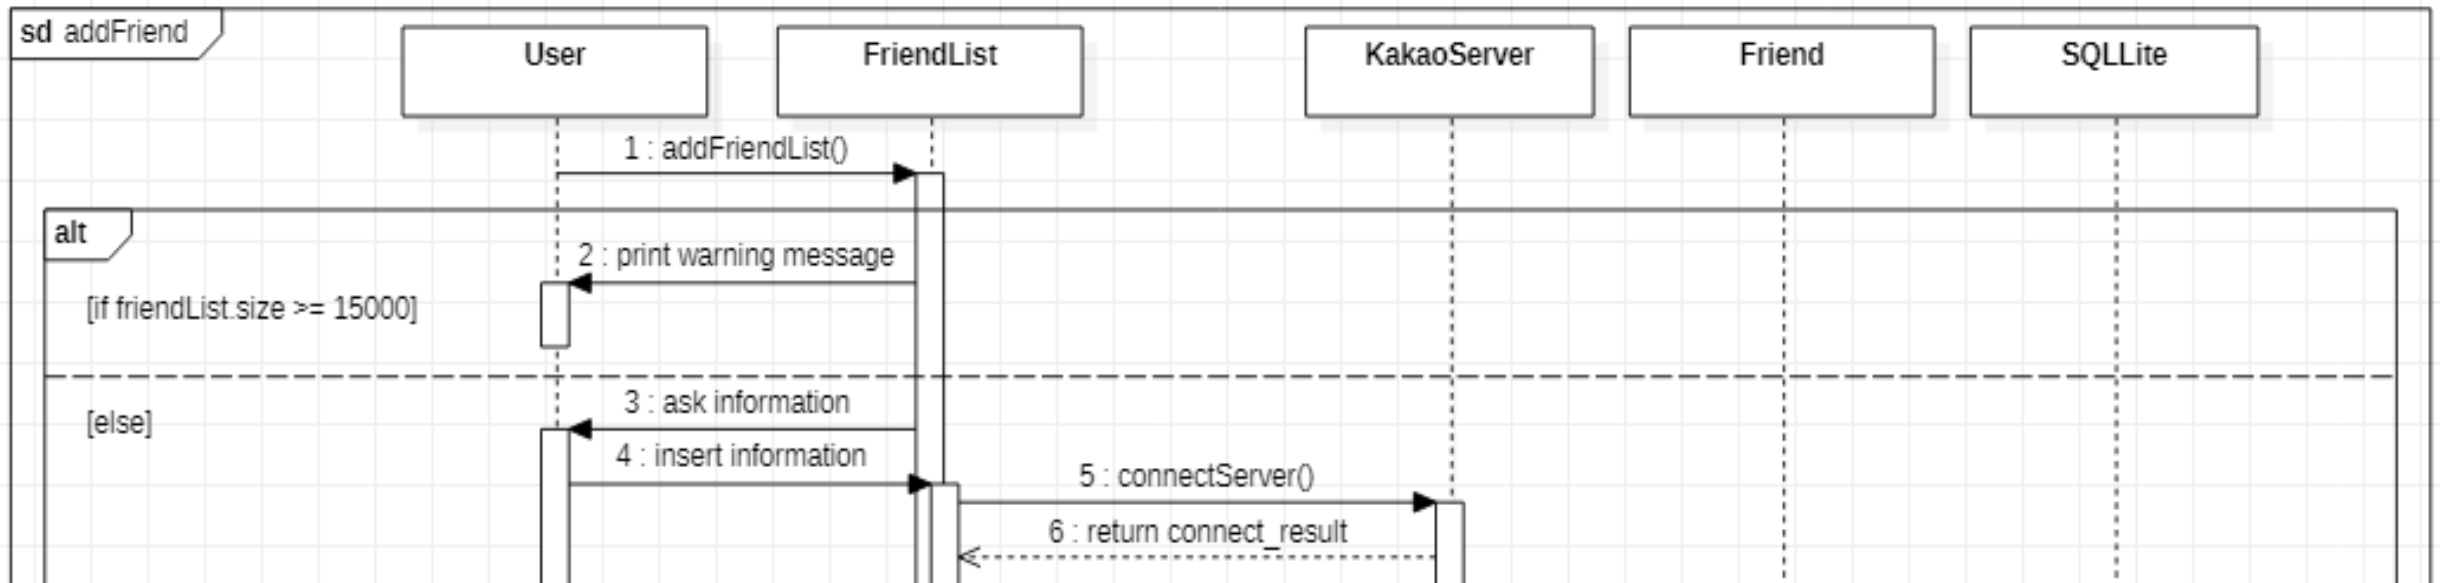 sd addFriend
User
FriendList
KakaoServer
Friend
SQLLite
1 : addFriendList()
alt
2 : print warning message
[if friendList.size >= 15000]
3 : ask information
[else]
4 : insert information
5 : connectServer()
6 : return connect_result